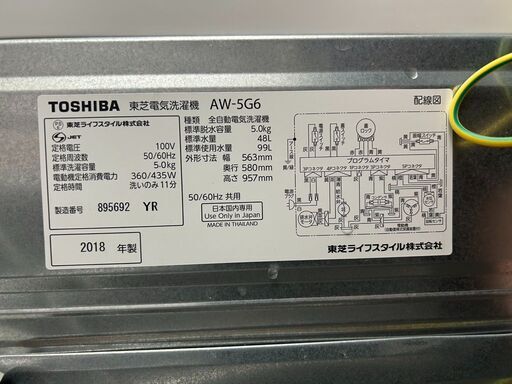 TOSHIBA 東芝電気洗濯機 AW-5G6
配線図
東芝ライフスタイル株式会社
JET
定格電圧 100V
定格周波数 50/60Hz
標準洗濯容量 5.0kg
電動機定格消費電力 360/435W
定格時間 洗いのみ11分
製造番号 895692 YR
2018 年製
種類 全自動電気洗濯機
標準脱水容量 5.0kg
標準水量 48L
標準使用水量 99L
外形寸法 幅 563mm
奥行 580mm
高さ 957mm
50/60Hz 共用
日本国内専用
Use Only in Japan
MADE IN THAILAND
蓋
ロック
プログラムタイマ
東芝ライフスタイル株式会社